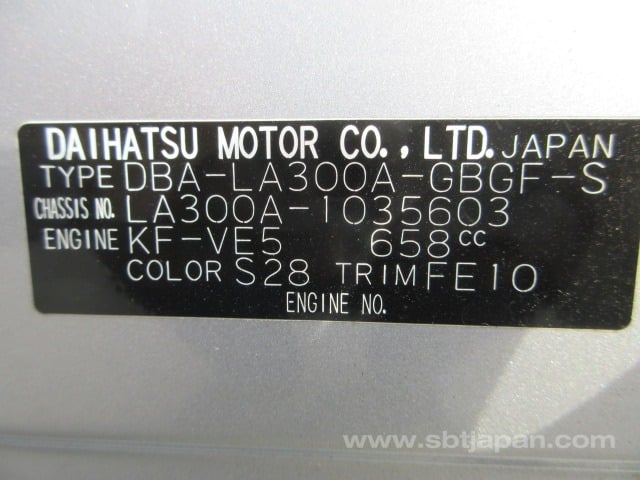 DAIHATSU MOTOR CO., LTD. JAPAN
TYPE DBA-LA300A-GBGF-S
CHASSIS NO. LA300A-1035603
ENGINE KF-VE5 658cc
COLOR S28 TRIM FE10
ENGINE NO.
www.sbtjapan.com